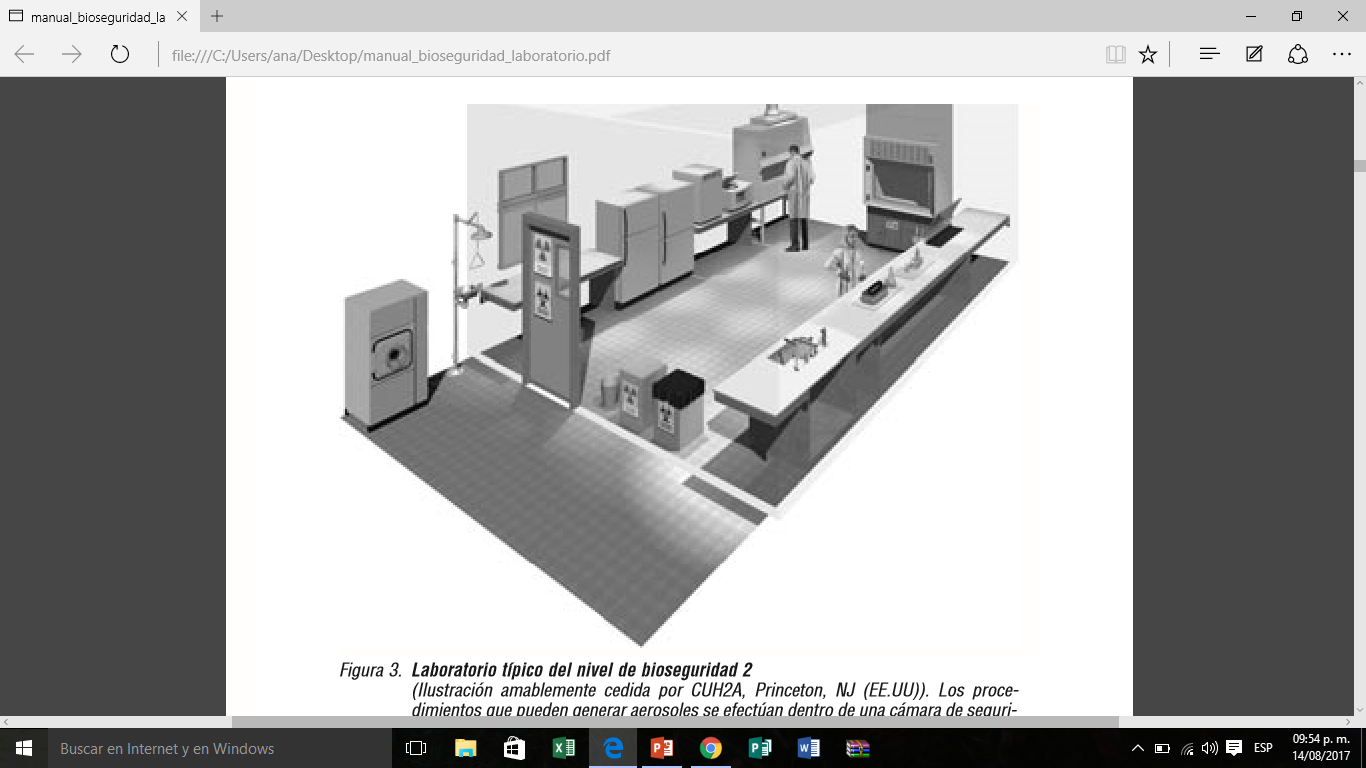 manual_bioseguridad_la
file:///C:/Users/ana/Desktop/manual_bioseguridad_laboratorio.pdf
Figura 3. Laboratorio típico del nivel de bioseguridad 2
(Ilustración amablemente cedida por CUH2A, Princeton, NJ (EE.UU)). Los proce-
dimientos que pueden generar aerosoles se efectúan dentro de una cámara de seguri-
Buscar en Internet y en Windows
ESP
09:54 p. m.
14/08/2017